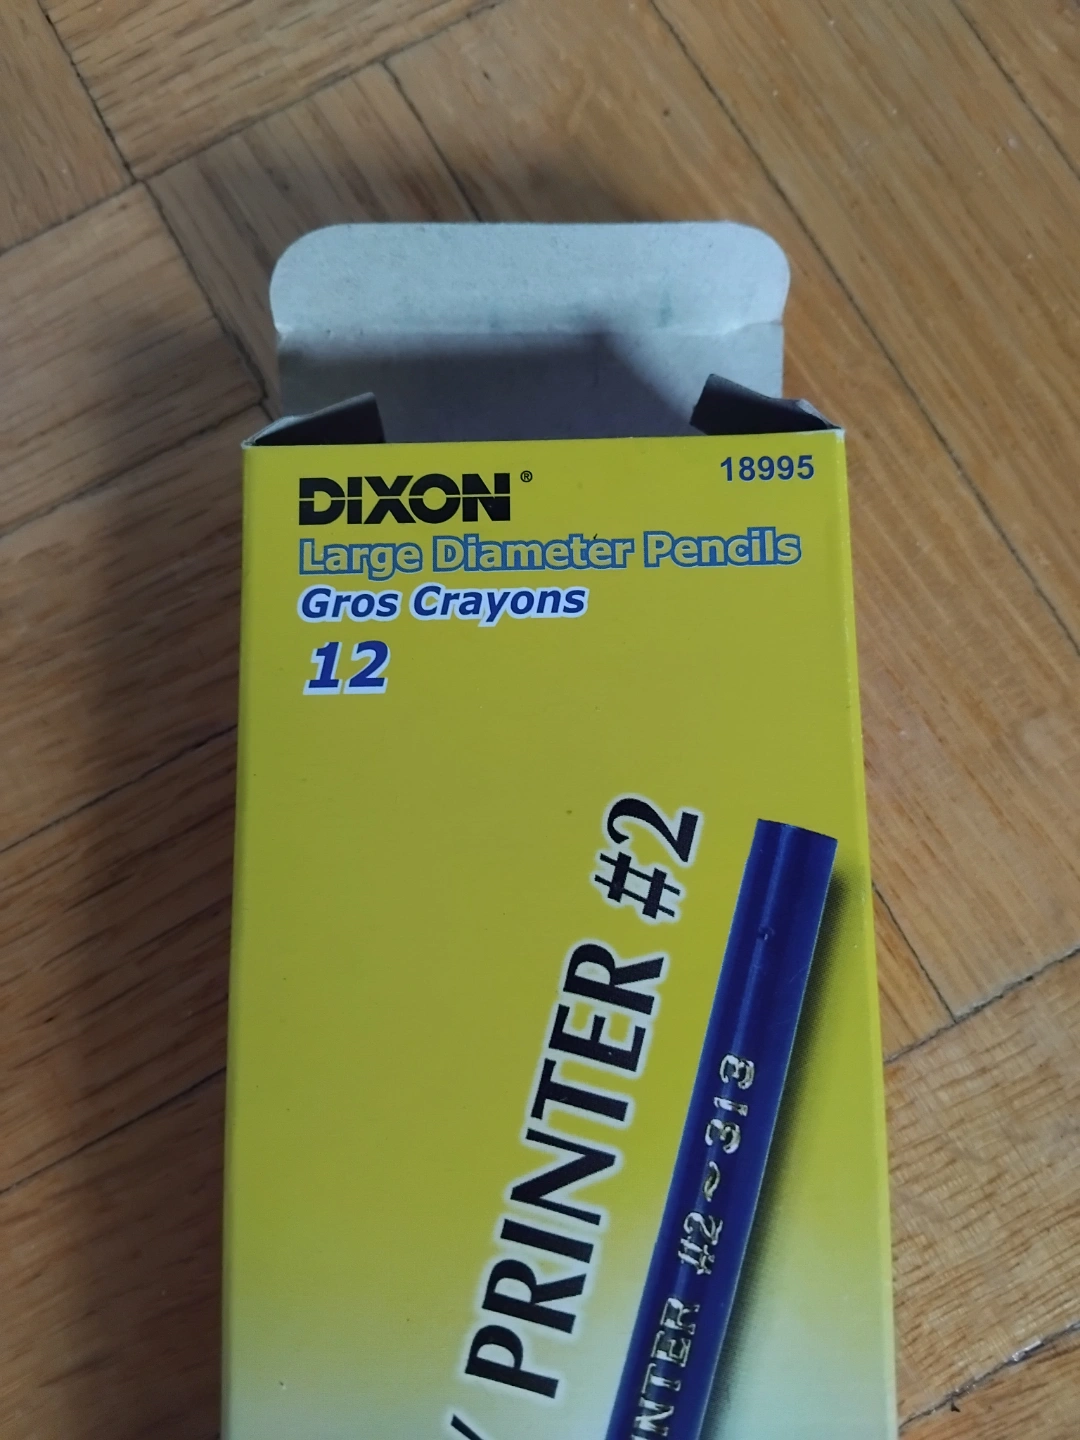 DIXON®
18995
Large Diameter Pencils
Gros Crayons
12
PRINTER #2
#2~313